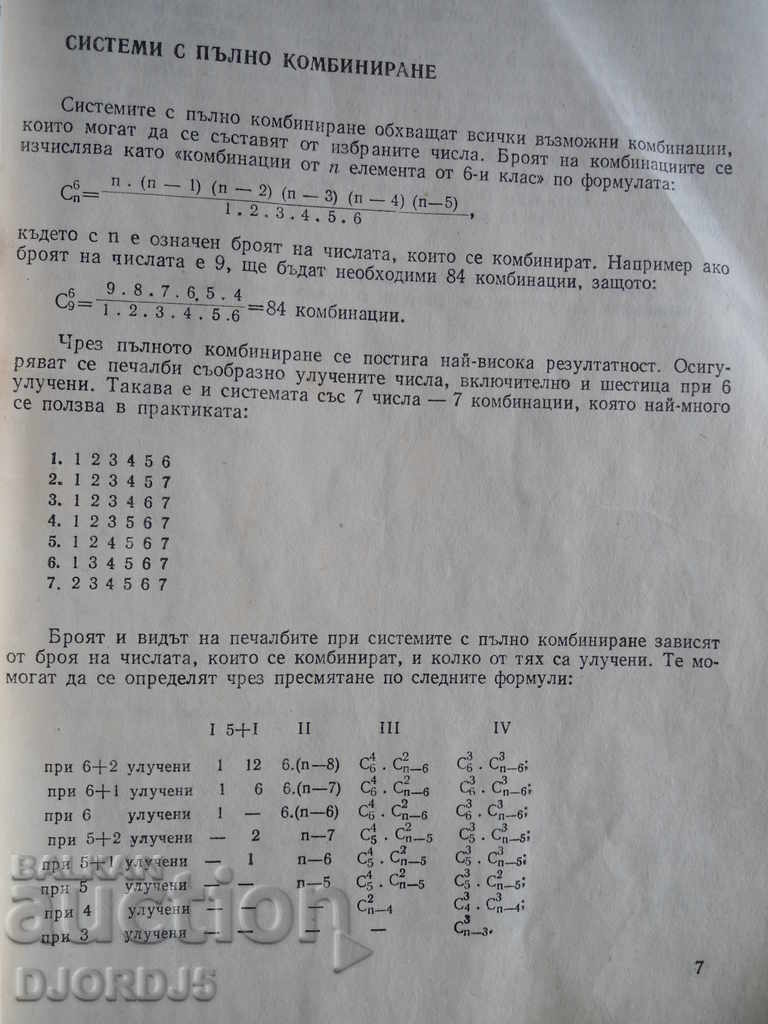 СИСТЕМИ С ПЪЛНО КОМБИНИРАНЕ
Системите с пълно комбиниране обхващат всички възможни комбинации,
които могат да се съставят от избраните числа. Броят на комбинациите се
изчислява като «комбинации от n елемента от 6-и клас» по формулата:
C⁶ₙ = n . (n — 1) (n — 2) (n — 3) (n — 4) (n—5)
1 . 2 . 3 . 4 . 5 . 6 ,
където с n е означен броят на числата, които се комбинират. Например ако
броят на числата е 9, ще бъдат необходими 84 комбинации, защото:
C⁶₉ = 9 . 8 . 7 . 6. 5 . 4
1 . 2 . 3 . 4 . 5 .6 =84 комбинации.
Чрез пълното комбиниране се постига най-висока резултатност. Осигу-
ряват се печалби съобразно улучените числа, включително и шестица при 6
улучени. Такава е и системата със 7 числа — 7 комбинации, която най-много
се ползва в практиката:
1. 1 2 3 4 5 6
2. 1 2 3 4 5 7
3. 1 2 3 4 6 7
4. 1 2 3 5 6 7
5. 1 2 4 5 6 7
6. 1 3 4 5 6 7
7. 2 3 4 5 6 7
Броят и видът на печалбите при системите с пълно комбиниране зависят
от броя на числата, които се комбинират, и колко от тях са улучени. Те мо-
могат да се определят чрез пресмятане по следните формули:
I 5+I II III IV
при 6+2 улучени 1 12 6.(n—8) C⁴₆ . C²ₙ₋₆ C³₆ . C³ₙ₋₆;
при 6+1 улучени 1 6 6.(n—7) C⁴₆ . C²ₙ₋₆ C³₆ . C³ₙ₋₆;
при 6 улучени 1 — 6.(n—6) C⁴₆ . C²ₙ₋₆ C³₆ . C³ₙ₋₆;
при 5+2 улучени — 2 n—7 C⁴₅ . C²ₙ₋₅ C³₅ . C³ₙ₋₅;
при 5+1 улучени — 1 n—6 C⁴₅ . C²ₙ₋₅ C³₅ . C³ₙ₋₅;
при 5 улучени — — n—5 C⁴₅ . C²ₙ₋₅ C³₅ . C²ₙ₋₅;
при 4 улучени — — — C²ₙ₋₄ C³₄ . C³ₙ₋₄;
при 3 улучени — — — — C³ₙ₋₃.
7
BALKAN
auction
DJORDJ5